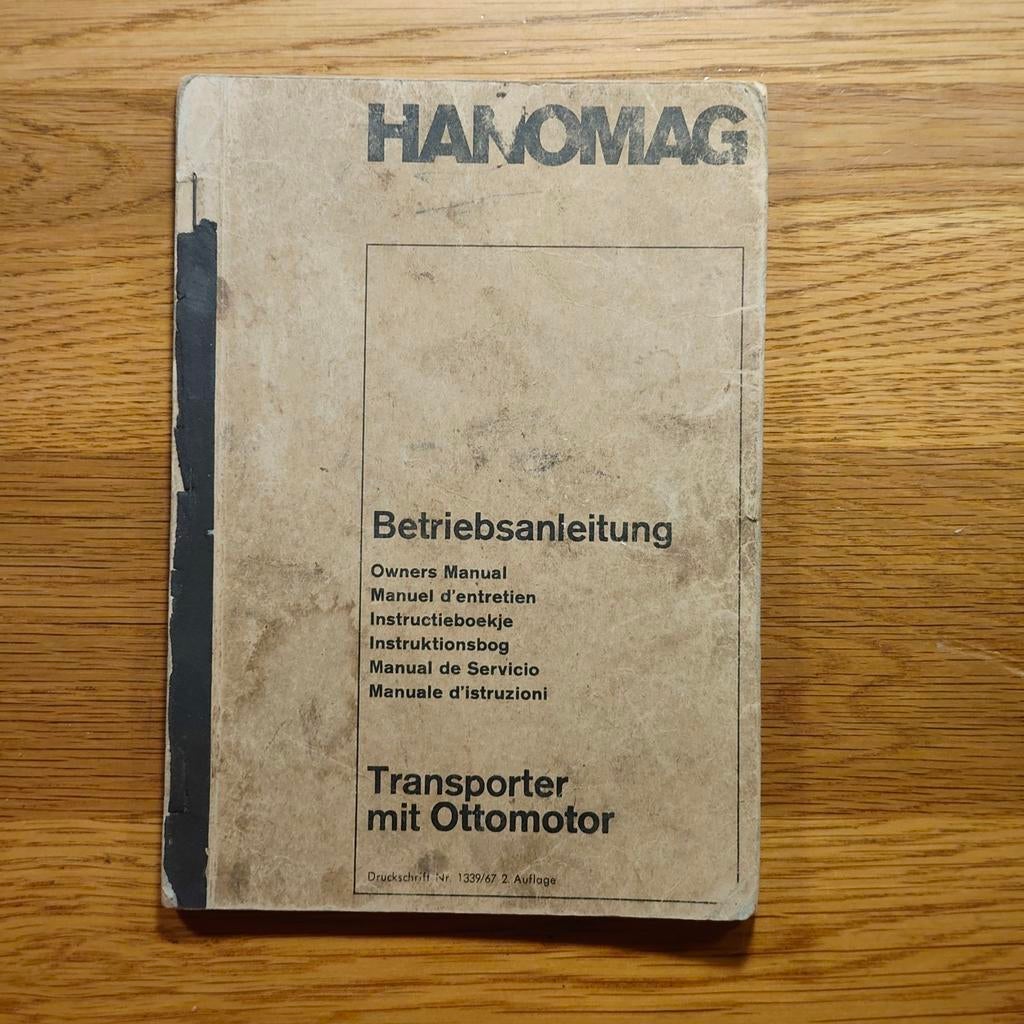 HANOMAG
Betriebsanleitung
Owners Manual
Manuel d'entretien
Instructieboekje
Instruktionsbog
Manual de Servicio
Manuale d'istruzioni
Transporter
mit Ottomotor
Druckschrift Nr. 1339/67 2. Auflage